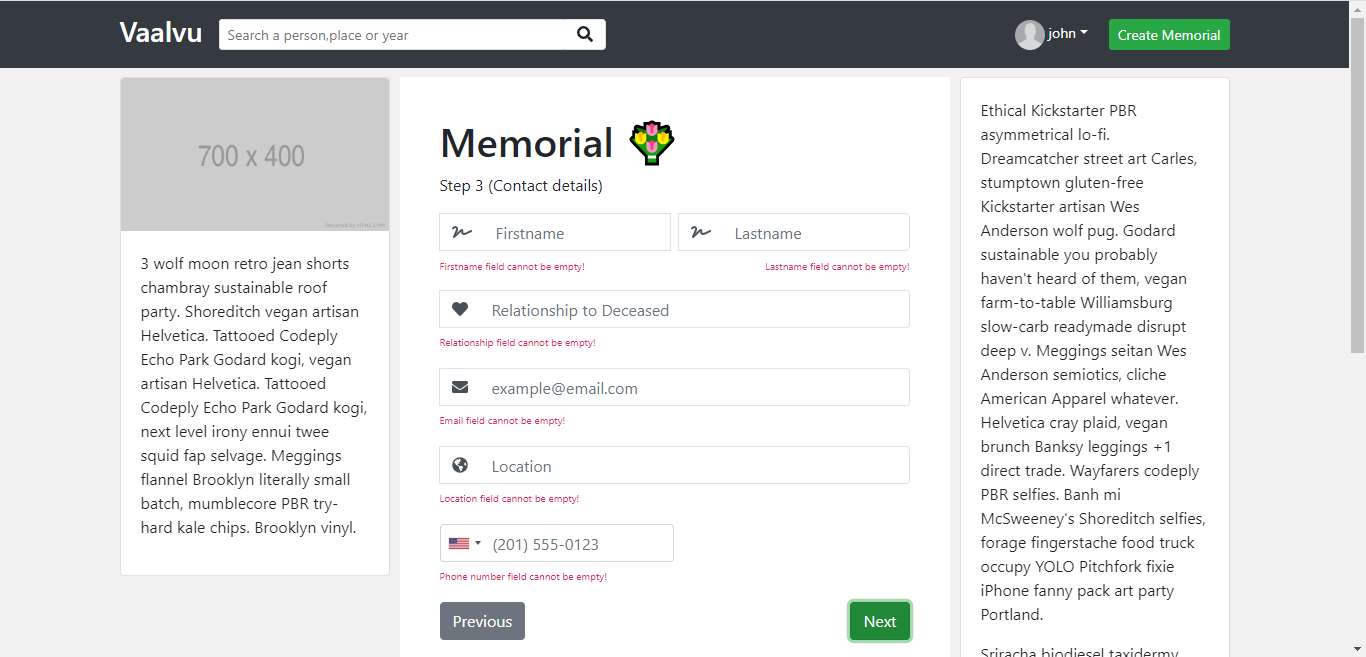 Vaalvu
Search a person,place or year
john
Create Memorial
700 x 400
3 wolf moon retro jean shorts
chambray sustainable roof
party. Shoreditch vegan artisan
Helvetica. Tattooed Codeply
Echo Park Godard kogi, vegan
artisan Helvetica. Tattooed
Codeply Echo Park Godard kogi,
next level irony ennui twee
squid fap selvage. Meggings
flannel Brooklyn literally small
batch, mumblecore PBR try-
hard kale chips. Brooklyn vinyl.
Memorial
Step 3 (Contact details)
Firstname
Lastname
Firstname field cannot be empty!
Lastname field cannot be empty!
Relationship to Deceased
Relationship field cannot be empty!
example@email.com
Email field cannot be empty!
Location
Location field cannot be empty!
(201) 555-0123
Phone number field cannot be empty!
Previous
Next
Ethical Kickstarter PBR
asymmetrical lo-fi.
Dreamcatcher street art Carles,
stumptown gluten-free
Kickstarter artisan Wes
Anderson wolf pug. Godard
sustainable you probably
haven't heard of them, vegan
farm-to-table Williamsburg
slow-carb readymade disrupt
deep v. Meggings seitan Wes
Anderson semiotics, cliche
American Apparel whatever.
Helvetica cray plaid, vegan
brunch Banksy leggings +1
direct trade. Wayfarers codeply
PBR selfies. Banh mi
McSweeney's Shoreditch selfies,
forage fingerstache food truck
occupy YOLO Pitchfork fixie
iPhone fanny pack art party
Portland.
Sriracha biodiesel taxidermy